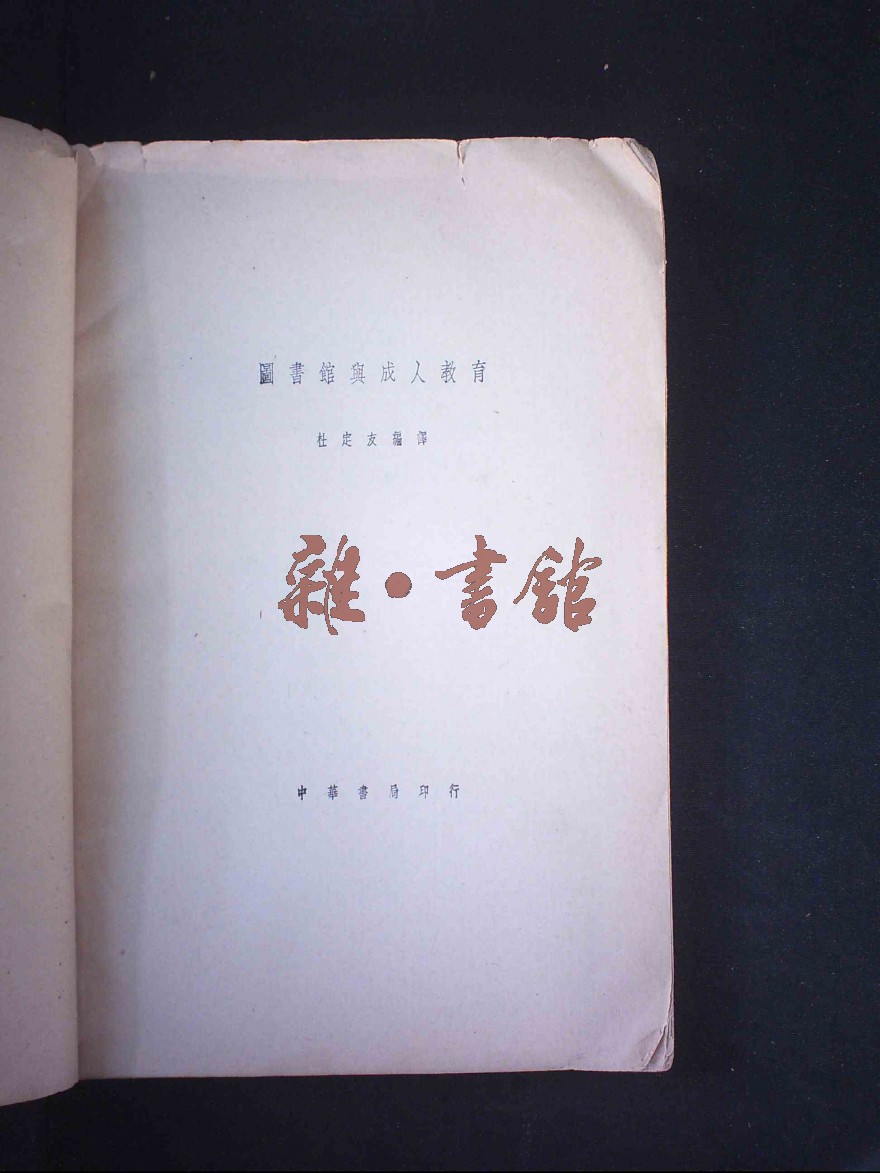 圖書館與成人教育
杜定友編譯
雜·書館
中華書局印行